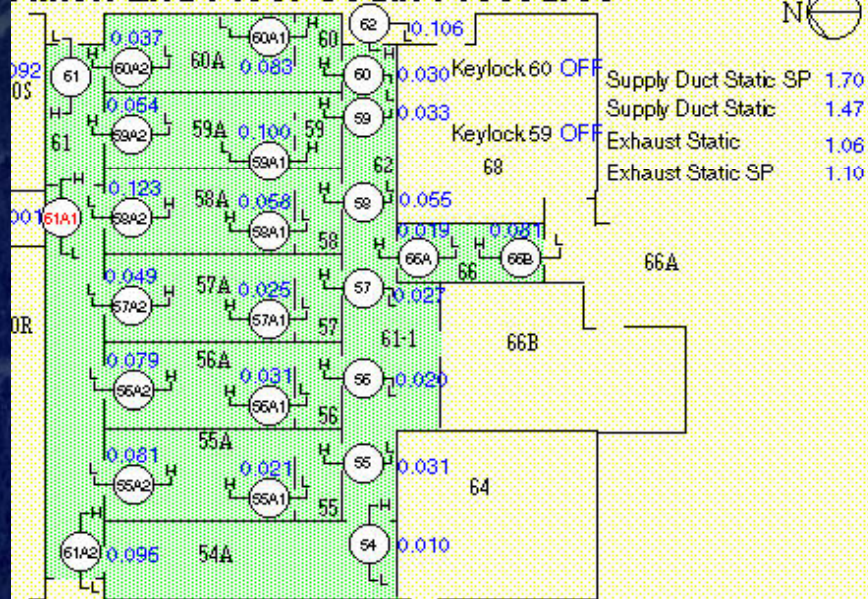 N
62
0.106
0.037
60A1
60
61
60A2
60A
0.083
60
0.030
Keylock 60 OFF
Supply Duct Static SP 1.70
Supply Duct Static 1.47
Exhaust Static 1.06
Exhaust Static SP 1.10
0.054
59A2
59A
0.100
59
59
0.033
Keylock 59 OFF
61
59A1
62
68
0.123
58A
0.058
58
0.055
61A1
58A2
58A1
58
0.019
0.081
66A
66B
66
66A
0.049
57A
0.025
57
0.027
57A2
57A1
57
61-1
66B
0.079
56A
0.031
56
0.020
56A2
56A1
56
0.081
55A
0.021
55
0.031
55A2
55A1
55
64
61A2
0.095
54A
54
0.010
H
L